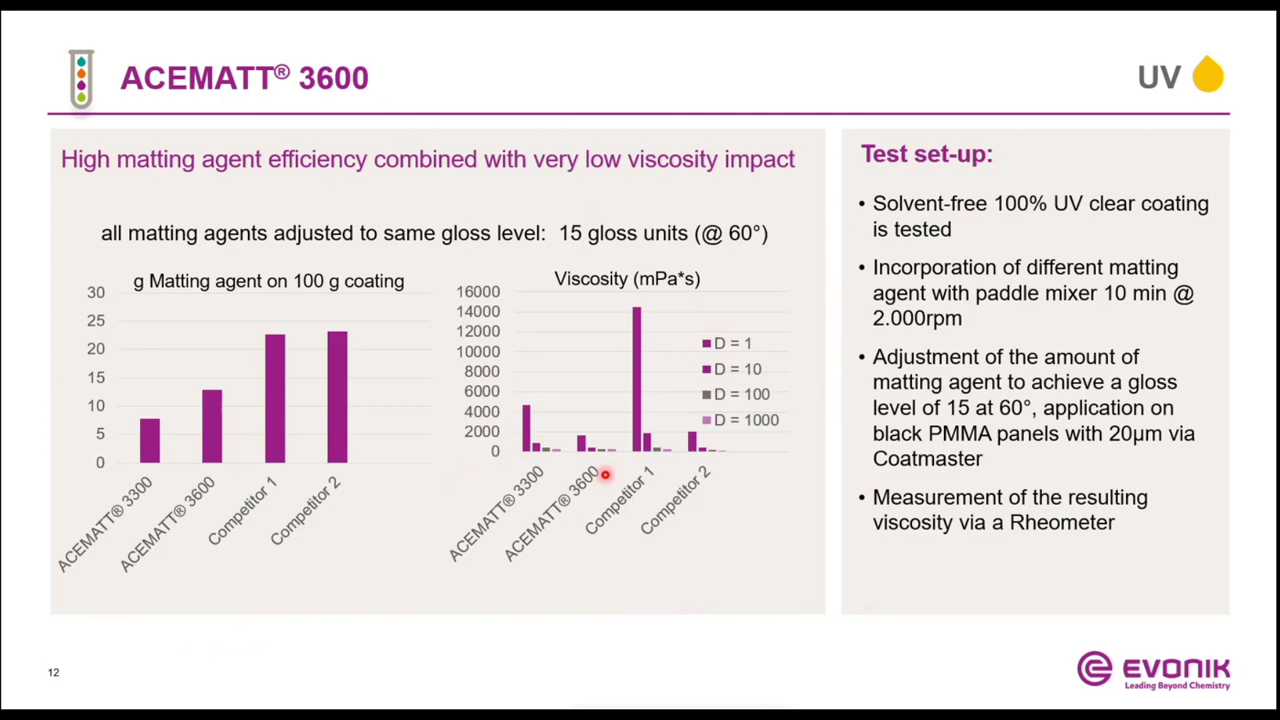 ACEMATT® 3600
UV
High matting agent efficiency combined with very low viscosity impact
all matting agents adjusted to same gloss level: 15 gloss units (@ 60°)
g Matting agent on 100 g coating
30
25
20
15
10
5
0
ACEMATT® 3300
ACEMATT® 3600
Competitor 1
Competitor 2
Viscosity (mPa*s)
16000
14000
12000
10000
8000
6000
4000
2000
0
D = 1
D = 10
D = 100
D = 1000
ACEMATT® 3300
ACEMATT® 3600
Competitor 1
Competitor 2
Test set-up:
• Solvent-free 100% UV clear coating
is tested
• Incorporation of different matting
agent with paddle mixer 10 min @
2.000rpm
• Adjustment of the amount of
matting agent to achieve a gloss
level of 15 at 60°, application on
black PMMA panels with 20µm via
Coatmaster
• Measurement of the resulting
viscosity via a Rheometer
12
EVONIK
Leading Beyond Chemistry